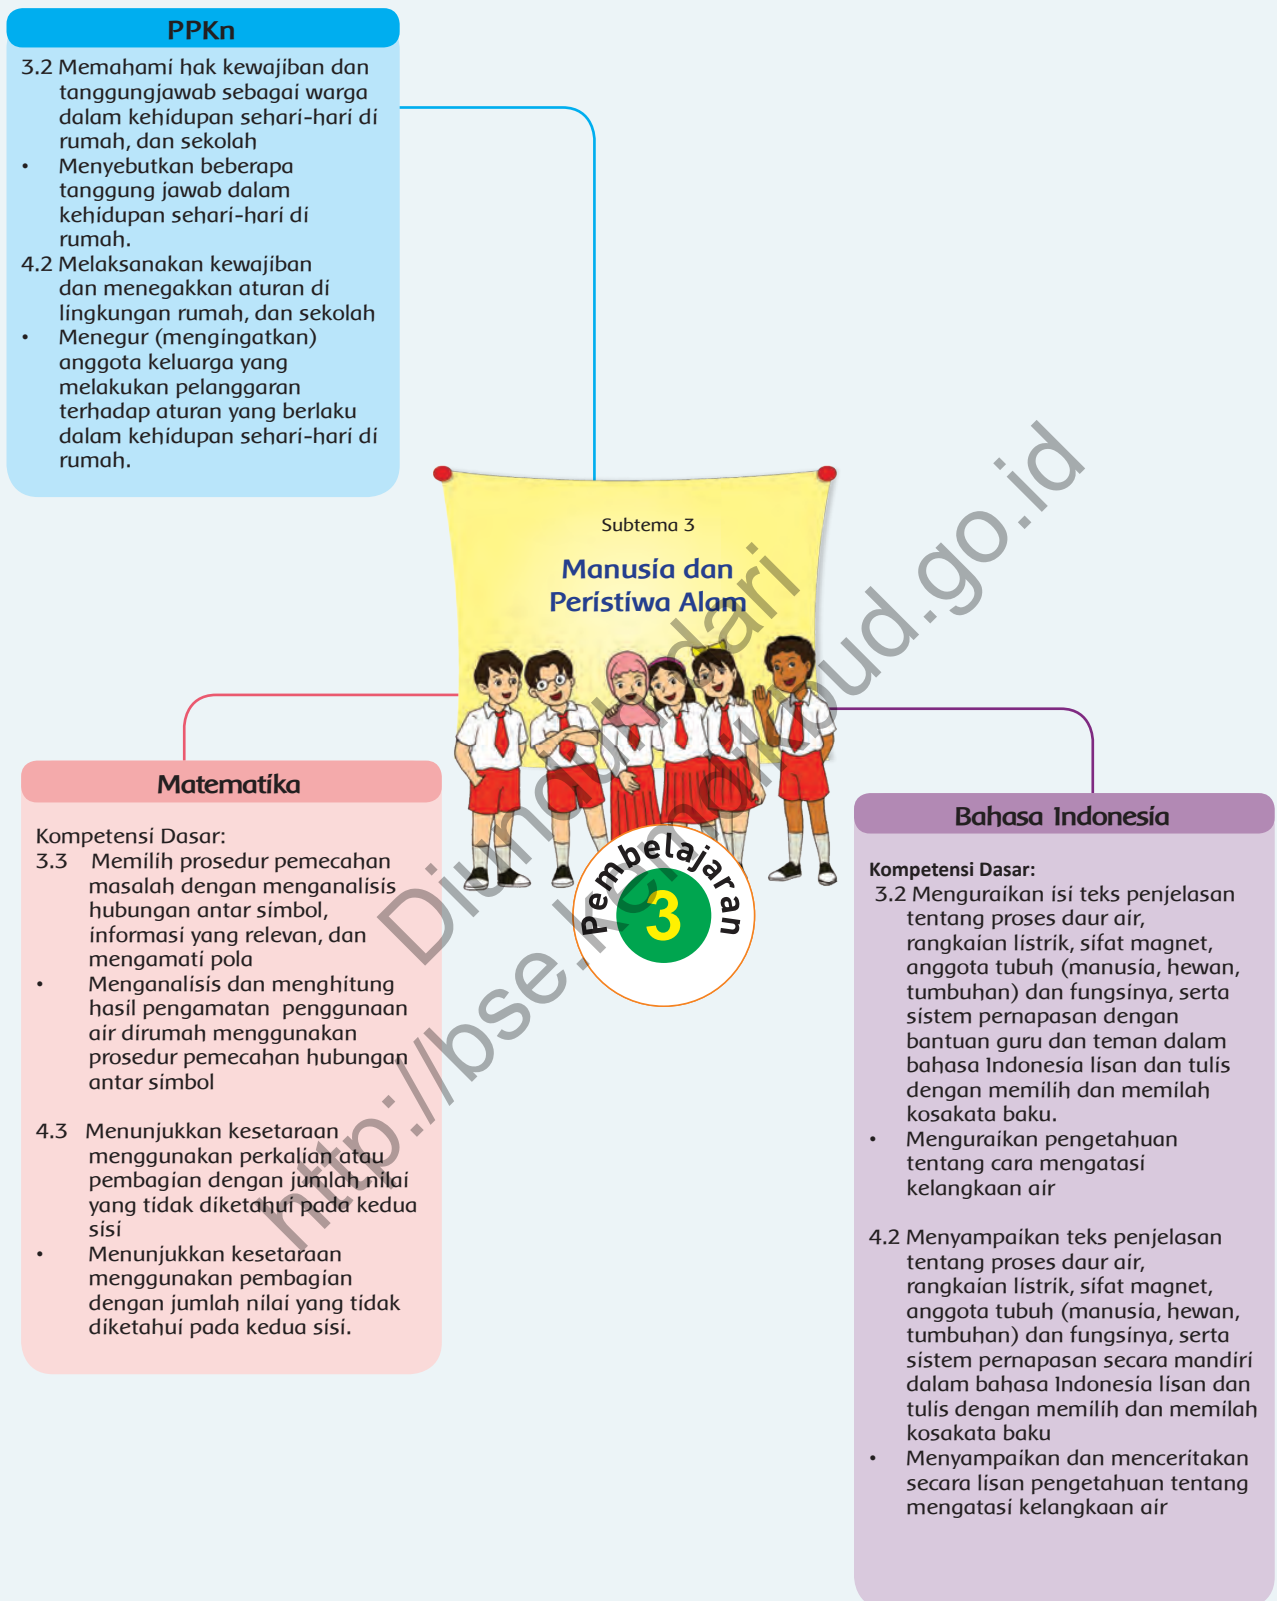 PPKn
3.2 Memahami hak kewajiban dan
tanggungjawab sebagai warga
dalam kehidupan sehari-hari di
rumah, dan sekolah
• Menyebutkan beberapa
tanggung jawab dalam
kehidupan sehari-hari di
rumah.
4.2 Melaksanakan kewajiban
dan menegakkan aturan di
lingkungan rumah, dan sekolah
• Menegur (mengingatkan)
anggota keluarga yang
melakukan pelanggaran
terhadap aturan yang berlaku
dalam kehidupan sehari-hari di
rumah.
Subtema 3
Manusia dan
Peristiwa Alam
Pembelajaran
3
Matematika
Kompetensi Dasar:
3.3 Memilih prosedur pemecahan
masalah dengan menganalisis
hubungan antar simbol,
informasi yang relevan, dan
mengamati pola
• Menganalisis dan menghitung
hasil pengamatan penggunaan
air dirumah menggunakan
prosedur pemecahan hubungan
antar simbol
4.3 Menunjukkan kesetaraan
menggunakan perkalian atau
pembagian dengan jumlah nilai
yang tidak diketahui pada kedua
sisi
• Menunjukkan kesetaraan
menggunakan pembagian
dengan jumlah nilai yang tidak
diketahui pada kedua sisi.
Bahasa Indonesia
Kompetensi Dasar:
3.2 Menguraikan isi teks penjelasan
tentang proses daur air,
rangkaian listrik, sifat magnet,
anggota tubuh (manusia, hewan,
tumbuhan) dan fungsinya, serta
sistem pernapasan dengan
bantuan guru dan teman dalam
bahasa Indonesia lisan dan tulis
dengan memilih dan memilah
kosakata baku.
• Menguraikan pengetahuan
tentang cara mengatasi
kelangkaan air
4.2 Menyampaikan teks penjelasan
tentang proses daur air,
rangkaian listrik, sifat magnet,
anggota tubuh (manusia, hewan,
tumbuhan) dan fungsinya, serta
sistem pernapasan secara mandiri
dalam bahasa Indonesia lisan dan
tulis dengan memilih dan memilah
kosakata baku
• Menyampaikan dan menceritakan
secara lisan pengetahuan tentang
mengatasi kelangkaan air
Diunduh dari
http://bse.kemdikbud.go.id